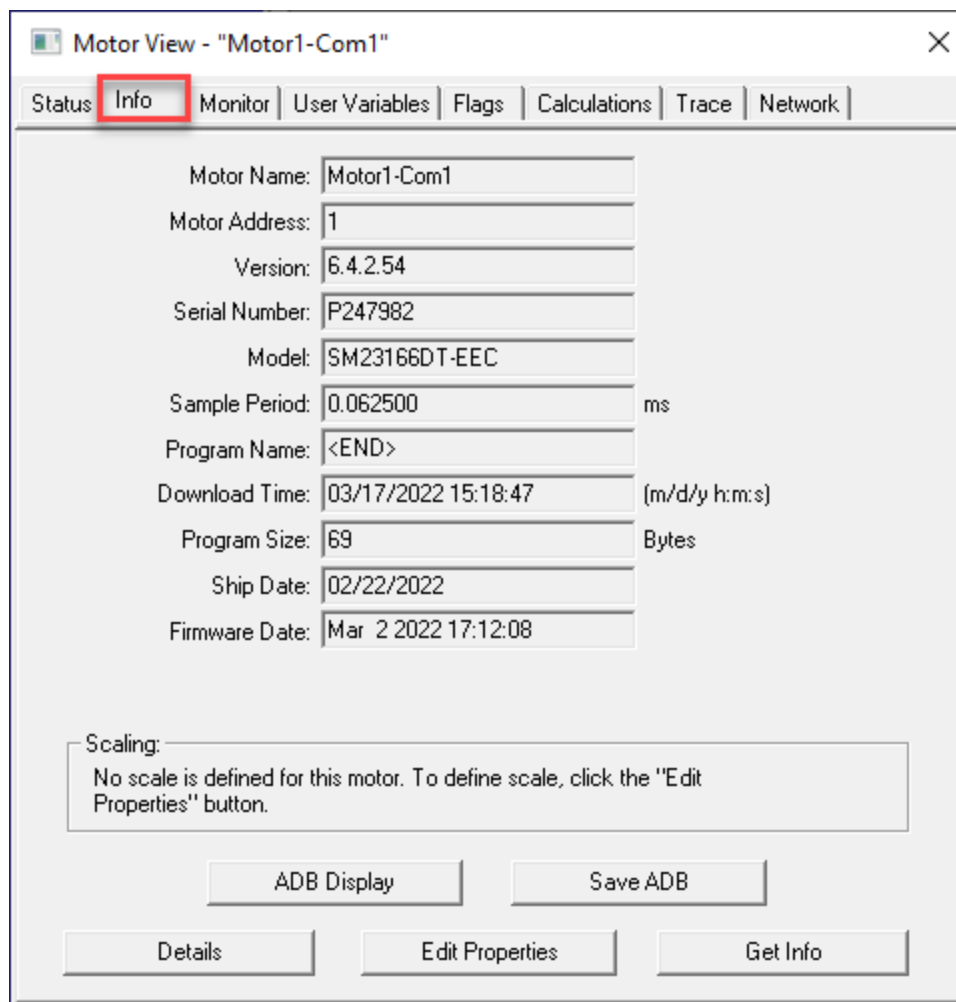 Motor View - "Motor1-Com1"
Status Info Monitor User Variables Flags Calculations Trace Network
Motor Name: Motor1-Com1
Motor Address: 1
Version: 6.4.2.54
Serial Number: P247982
Model: SM23166DT-EEC
Sample Period: 0.062500 ms
Program Name: <END>
Download Time: 03/17/2022 15:18:47 (m/d/y h:m:s)
Program Size: 69 Bytes
Ship Date: 02/22/2022
Firmware Date: Mar  2 2022 17:12:08
Scaling:
No scale is defined for this motor. To define scale, click the "Edit
Properties" button.
ADB Display Save ADB
Details Edit Properties Get Info